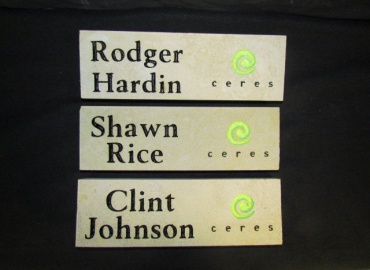 Rodger
Hardin
ceres
Shawn
Rice
ceres
Clint
Johnson
ceres